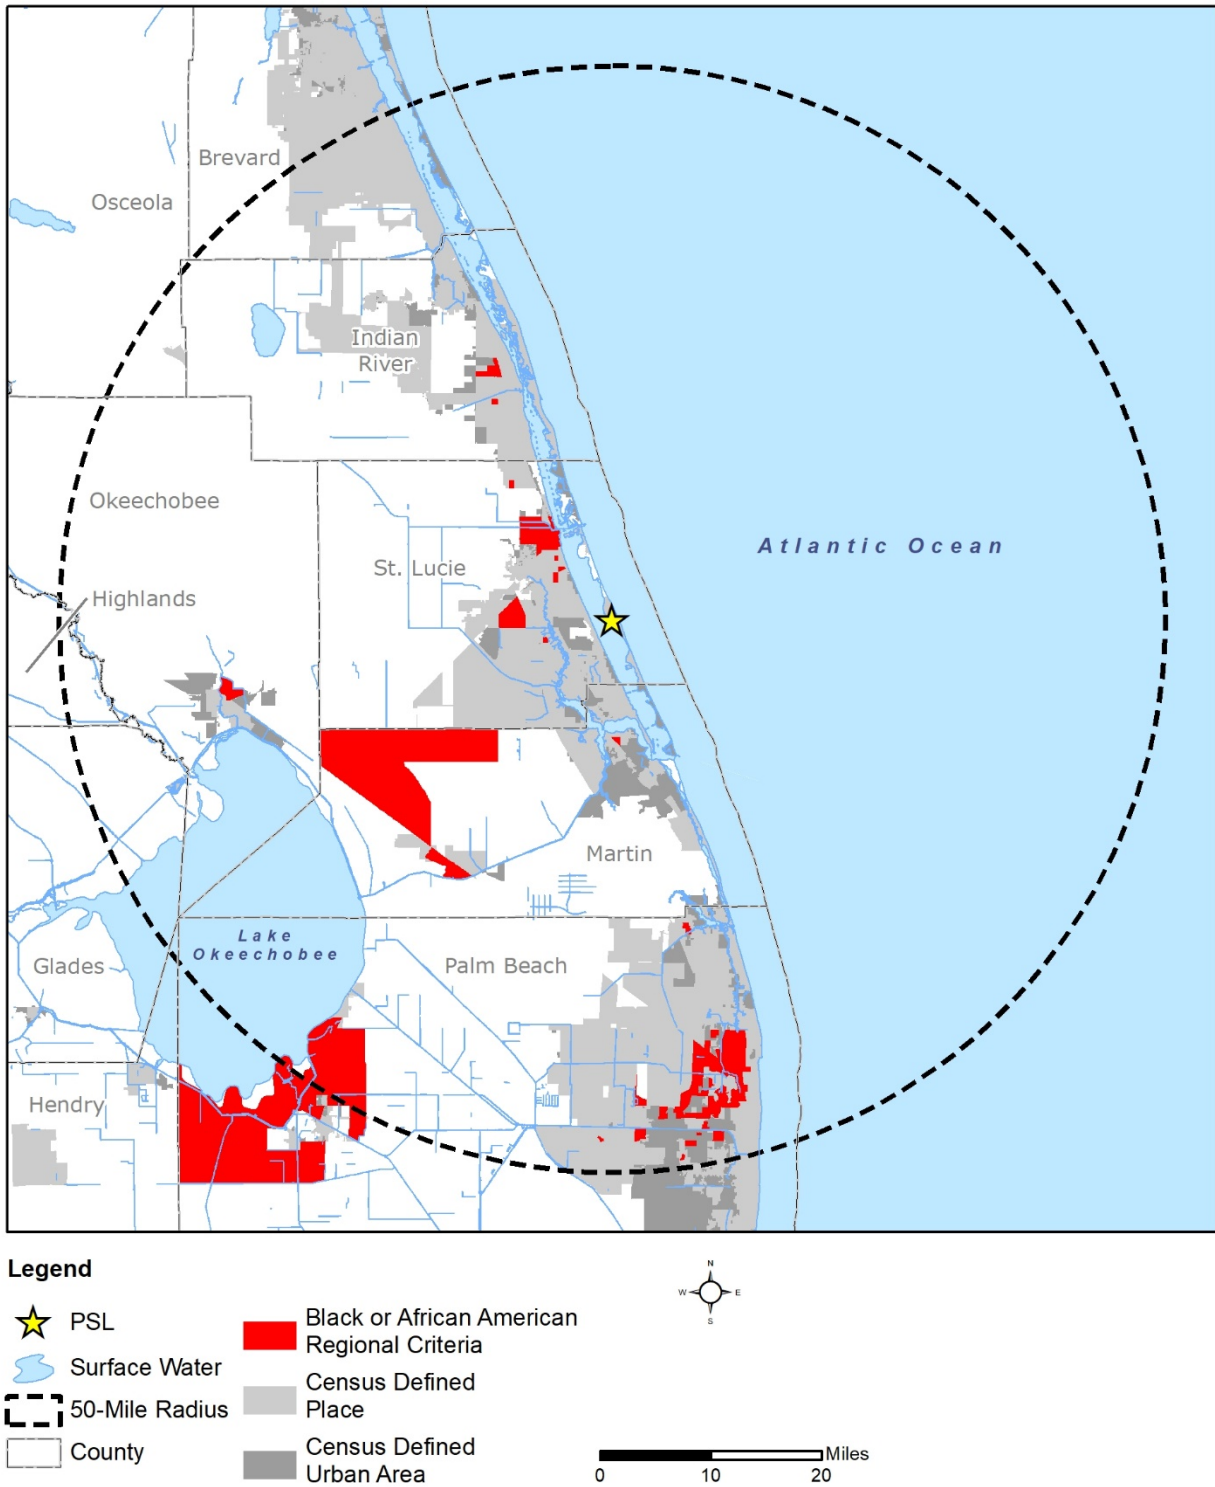 Brevard
Osceola
Indian
River
Okeechobee
Atlantic Ocean
St. Lucie
Highlands
Martin
Lake
Okeechobee
Glades
Palm Beach
Hendry
Legend
PSL
Surface Water
50-Mile Radius
County
Black or African American
Regional Criteria
Census Defined
Place
Census Defined
Urban Area
N
W E
S
Miles
0 10 20